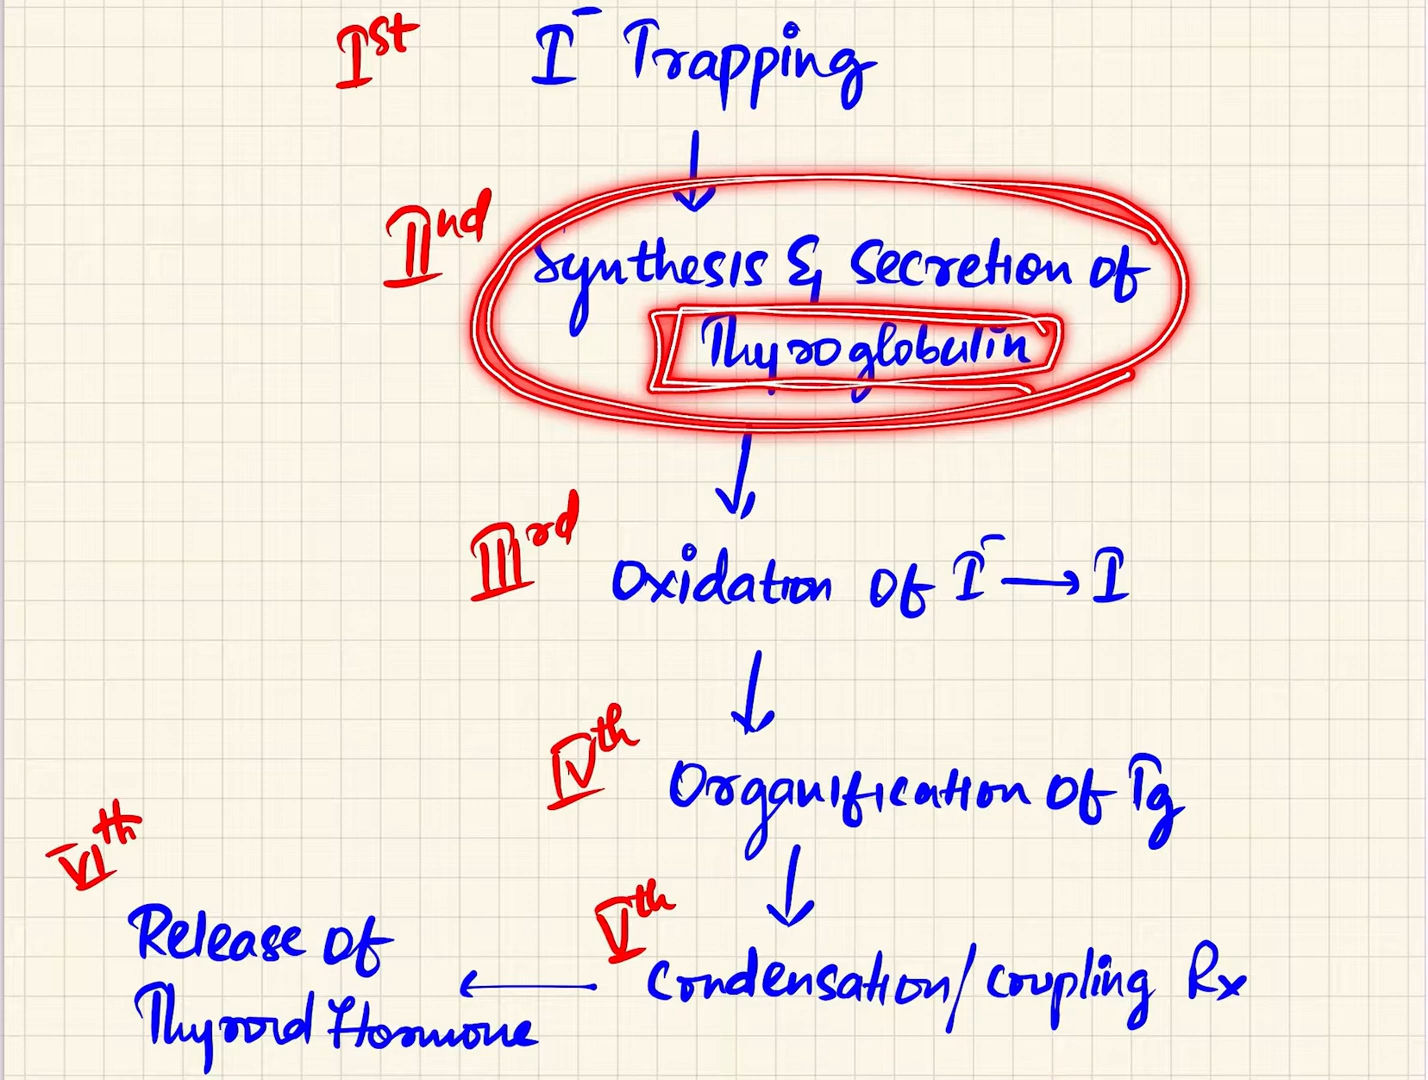 Ist I⁻ Trapping
IInd Synthesis & Secretion of
Thyroglobulin
IIIrd Oxidation of I⁻ → I
IVth Organification of Tg
Vth Condensation/coupling Rx
VIth
Release of
Thyroid Hormone